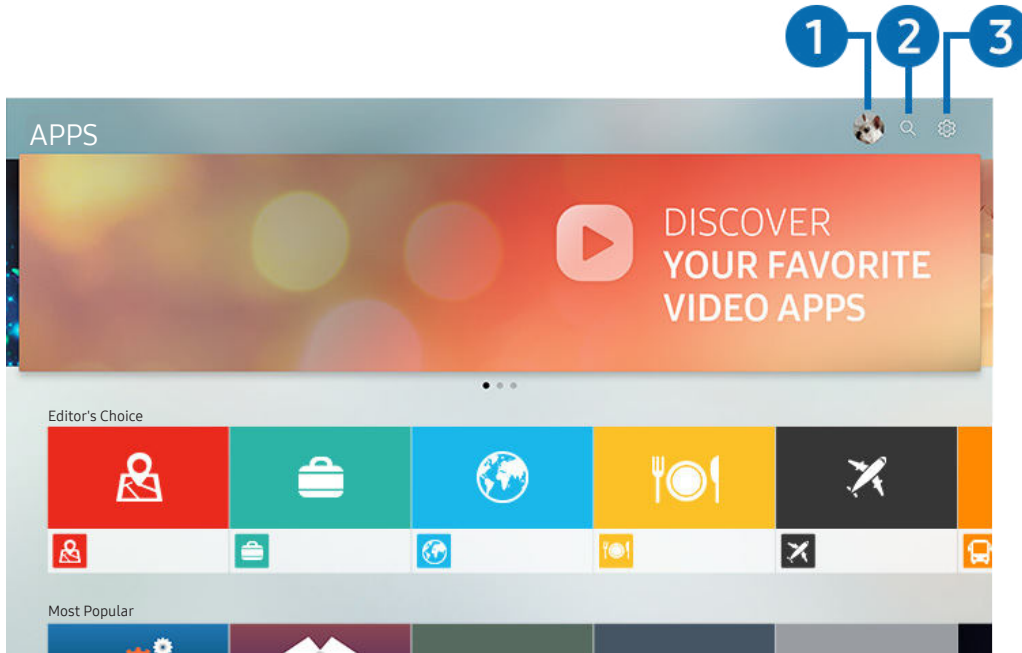 1 2 3
APPS
DISCOVER
YOUR FAVORITE
VIDEO APPS
Editor's Choice
Most Popular